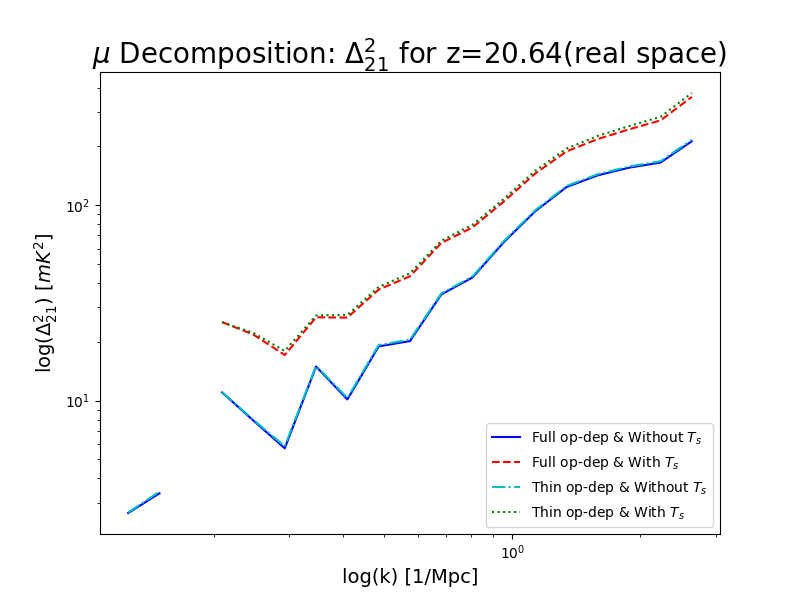 μ Decomposition: Δ²₂₁ for z=20.64(real space)
log(Δ²₂₁) [mK²]
10²
10¹
Full op-dep & Without Tₛ
Full op-dep & With Tₛ
Thin op-dep & Without Tₛ
Thin op-dep & With Tₛ
10⁰
log(k) [1/Mpc]